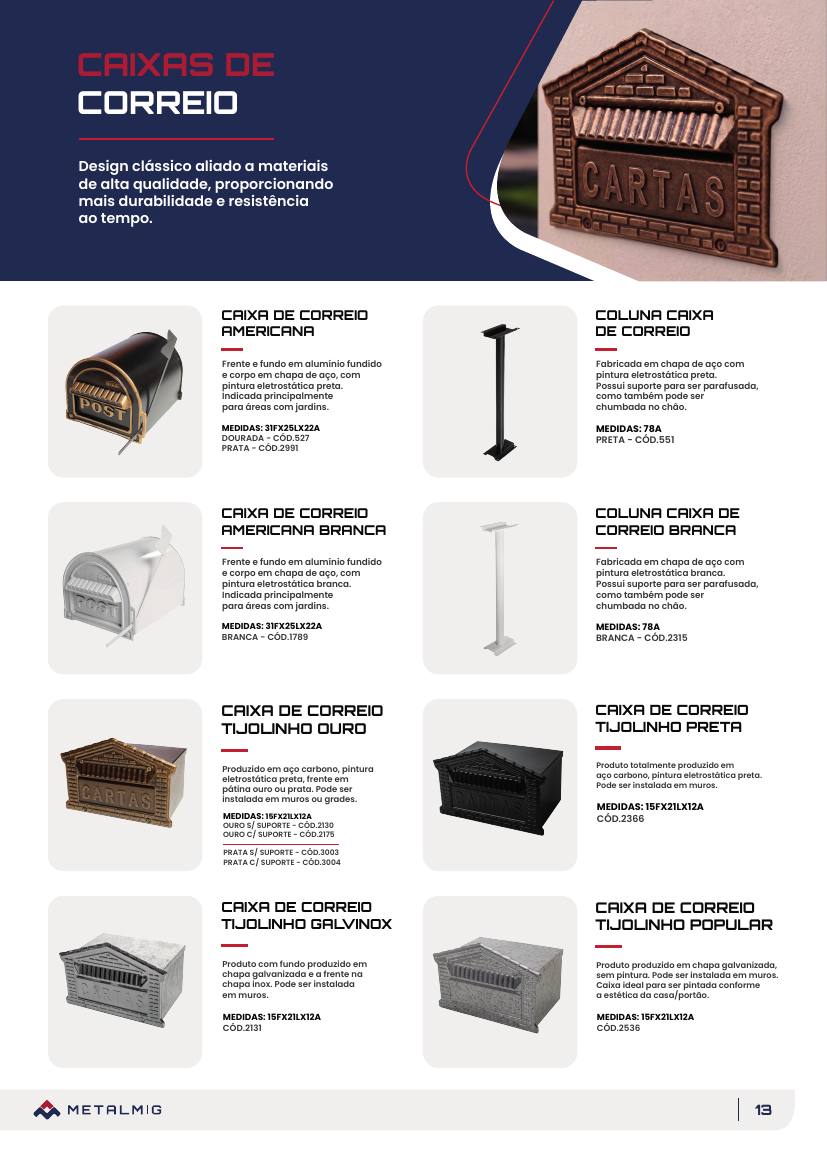 CAIXAS DE
CORREIO
Design clássico aliado a materiais
de alta qualidade, proporcionando
mais durabilidade e resistência
ao tempo.
CARTAS
POST
CAIXA DE CORREIO
AMERICANA
Frente e fundo em alumínio fundido
e corpo em chapa de aço, com
pintura eletrostática preta.
Indicada principalmente
para áreas com jardins.
MEDIDAS: 31FX25LX22A
DOURADA - CÓD.527
PRATA - CÓD.2991
COLUNA CAIXA
DE CORREIO
Fabricada em chapa de aço com
pintura eletrostática preta.
Possui suporte para ser parafusada,
como também pode ser
chumbada no chão.
MEDIDAS: 78A
PRETA - CÓD.551
POST
CAIXA DE CORREIO
AMERICANA BRANCA
Frente e fundo em alumínio fundido
e corpo em chapa de aço, com
pintura eletrostática branca.
Indicada principalmente
para áreas com jardins.
MEDIDAS: 31FX25LX22A
BRANCA - CÓD.1789
COLUNA CAIXA DE
CORREIO BRANCA
Fabricada em chapa de aço com
pintura eletrostática branca.
Possui suporte para ser parafusada,
como também pode ser
chumbada no chão.
MEDIDAS: 78A
BRANCA - CÓD.2315
CARTAS
CAIXA DE CORREIO
TIJOLINHO OURO
Produzido em aço carbono, pintura
eletrostática preta, frente em
pátina ouro ou prata. Pode ser
instalada em muros ou grades.
MEDIDAS: 15FX21LX12A
OURO S/ SUPORTE - CÓD.2130
OURO C/ SUPORTE - CÓD.2175
PRATA S/ SUPORTE - CÓD.3003
PRATA C/ SUPORTE - CÓD.3004
CAIXA DE CORREIO
TIJOLINHO PRETA
Produto totalmente produzido em
aço carbono, pintura eletrostática preta.
Pode ser instalada em muros.
MEDIDAS: 15FX21LX12A
CÓD.2366
CARTAS
CAIXA DE CORREIO
TIJOLINHO GALVINOX
Produto com fundo produzido em
chapa galvanizada e a frente na
chapa inox. Pode ser instalada
em muros.
MEDIDAS: 15FX21LX12A
CÓD.2131
CAIXA DE CORREIO
TIJOLINHO POPULAR
Produto produzido em chapa galvanizada,
sem pintura. Pode ser instalada em muros.
Caixa ideal para ser pintada conforme
a estética da casa/portão.
MEDIDAS: 15FX21LX12A
CÓD.2536
METALMIG
13